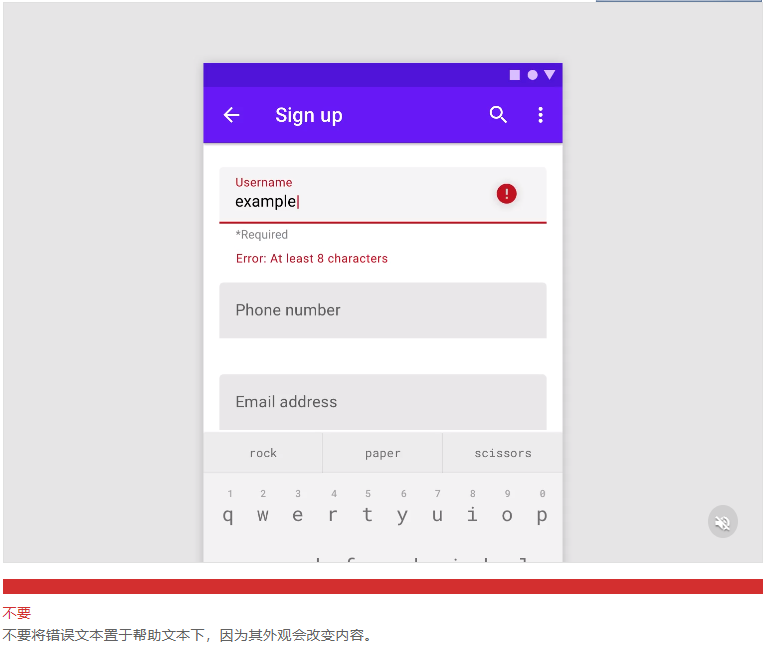 Sign up
Username
example
*Required
Error: At least 8 characters
Phone number
Email address
rock paper scissors
1 2 3 4 5 6 7 8 9 0
q w e r t y u i o p
不要
不要将错误文本置于帮助文本下，因为其外观会改变内容。